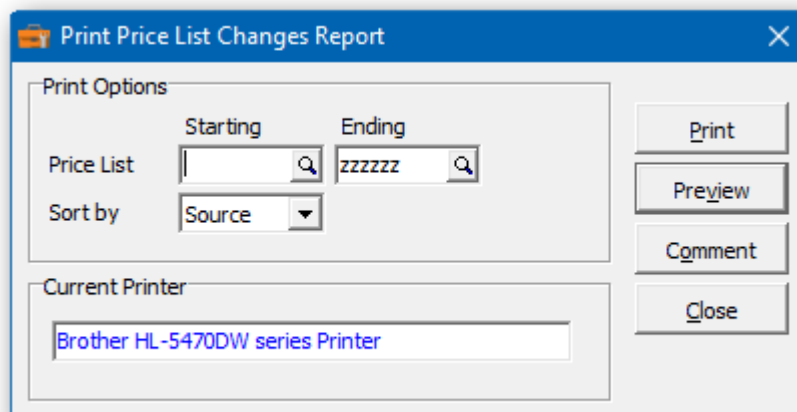 Print Price List Changes Report
Print Options
Starting Ending
Price List zzzzzz
Sort by Source
Current Printer
Brother HL-5470DW series Printer
Print
Preview
Comment
Close